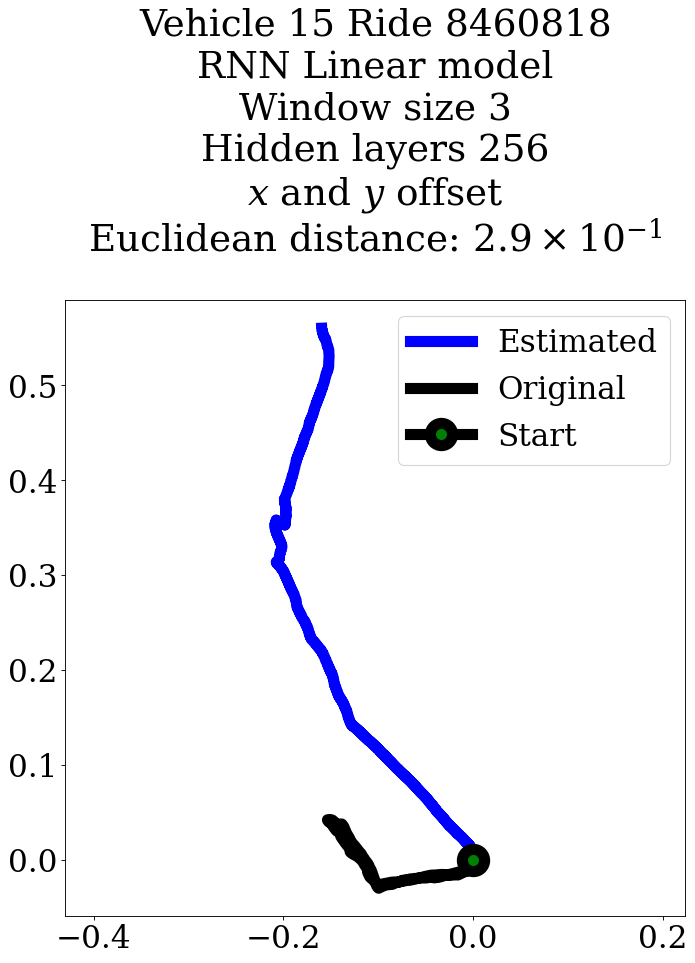 Vehicle 15 Ride 8460818
RNN Linear model
Window size 3
Hidden layers 256
x and y offset
Euclidean distance: 2.9 × 10⁻¹
Estimated
Original
Start
0.5
0.4
0.3
0.2
0.1
0.0
−0.4
−0.2
0.0
0.2